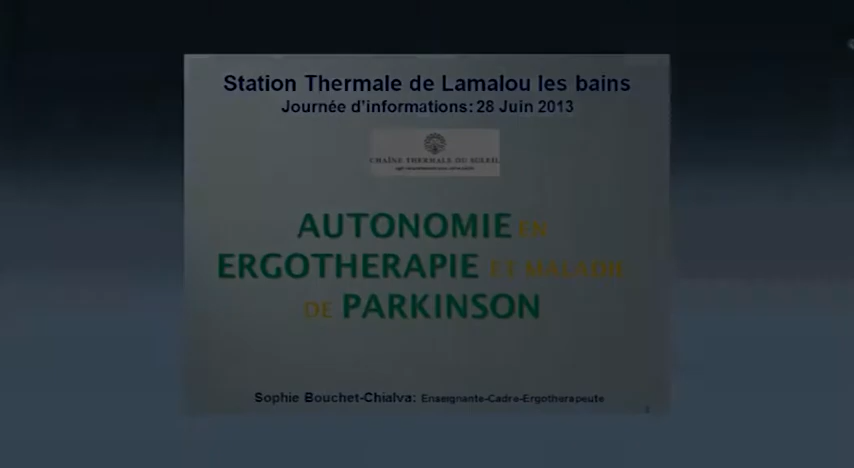 Station Thermale de Lamalou les bains
Journée d'informations: 28 Juin 2013
CHAÎNE THERMALE DU SOLEIL
AUTONOMIE EN
ERGOTHERAPIE ET MALADIE
DE PARKINSON
Sophie Bouchet-Chialva: Enseignante-Cadre-Ergotherapeute